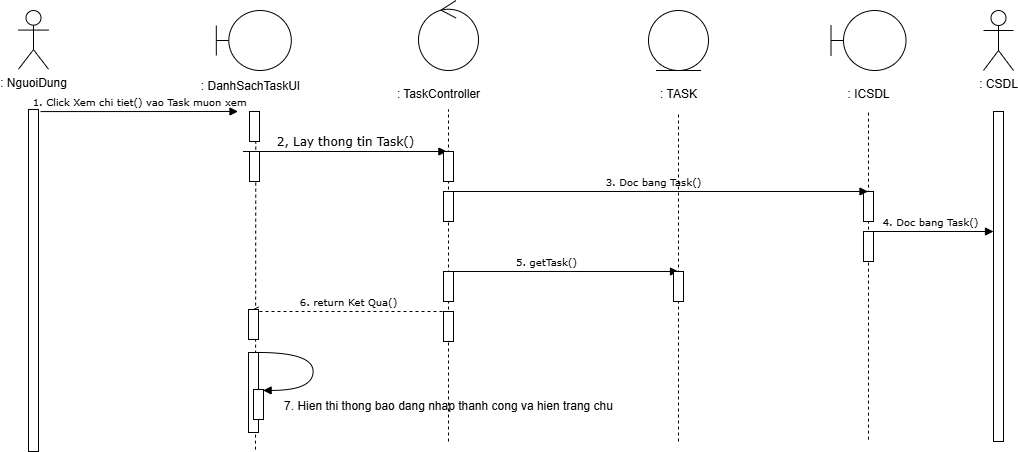 : NguoiDung
: DanhSachTaskUI
: TaskController
: TASK
: ICSDL
: CSDL
1. Click Xem chi tiet() vao Task muon xem
2, Lay thong tin Task()
3. Doc bang Task()
4. Doc bang Task()
5. getTask()
6. return Ket Qua()
7. Hien thi thong bao dang nhap thanh cong va hien trang chu